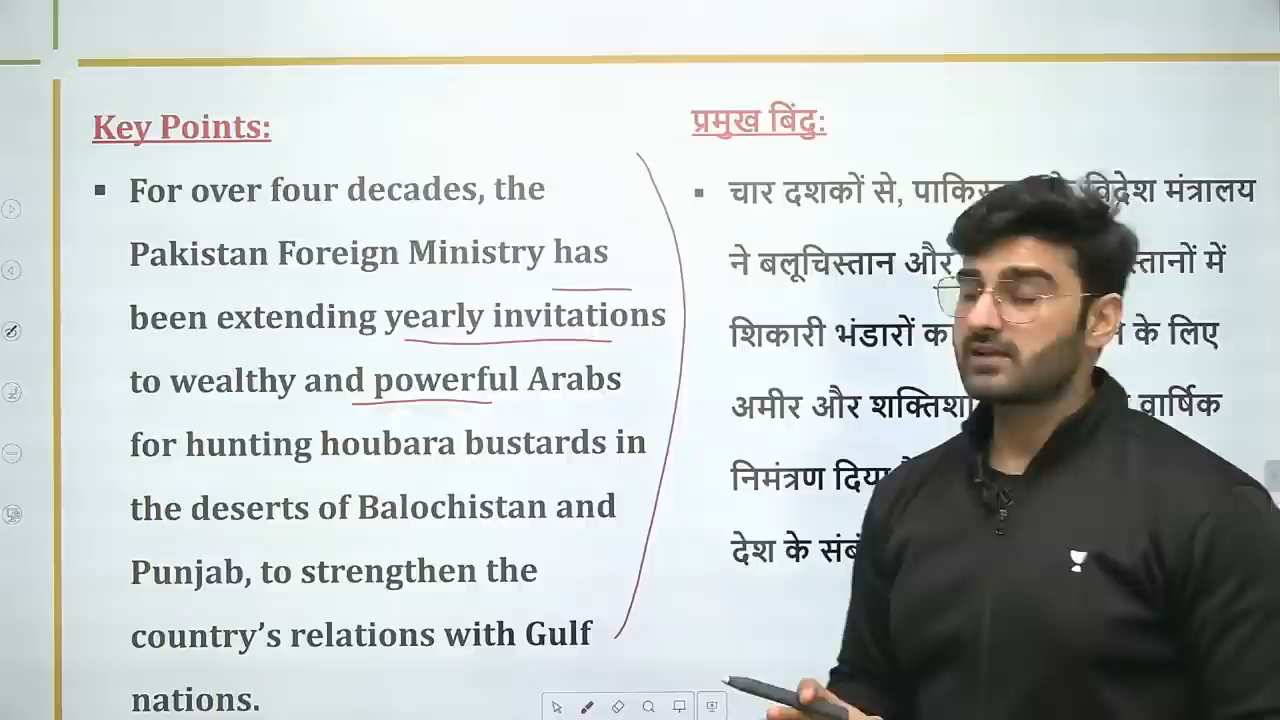 Key Points:
▪ For over four decades, the
Pakistan Foreign Ministry has
been extending yearly invitations
to wealthy and powerful Arabs
for hunting houbara bustards in
the deserts of Balochistan and
Punjab, to strengthen the
country’s relations with Gulf
nations.
प्रमुख बिंदु:
▪ चार दशकों से, विदेश मंत्रालय
ने बलूचिस्तान और में
शिकारी भंडारों के लिए
अमीर और वार्षिक
निमंत्रण
देश के